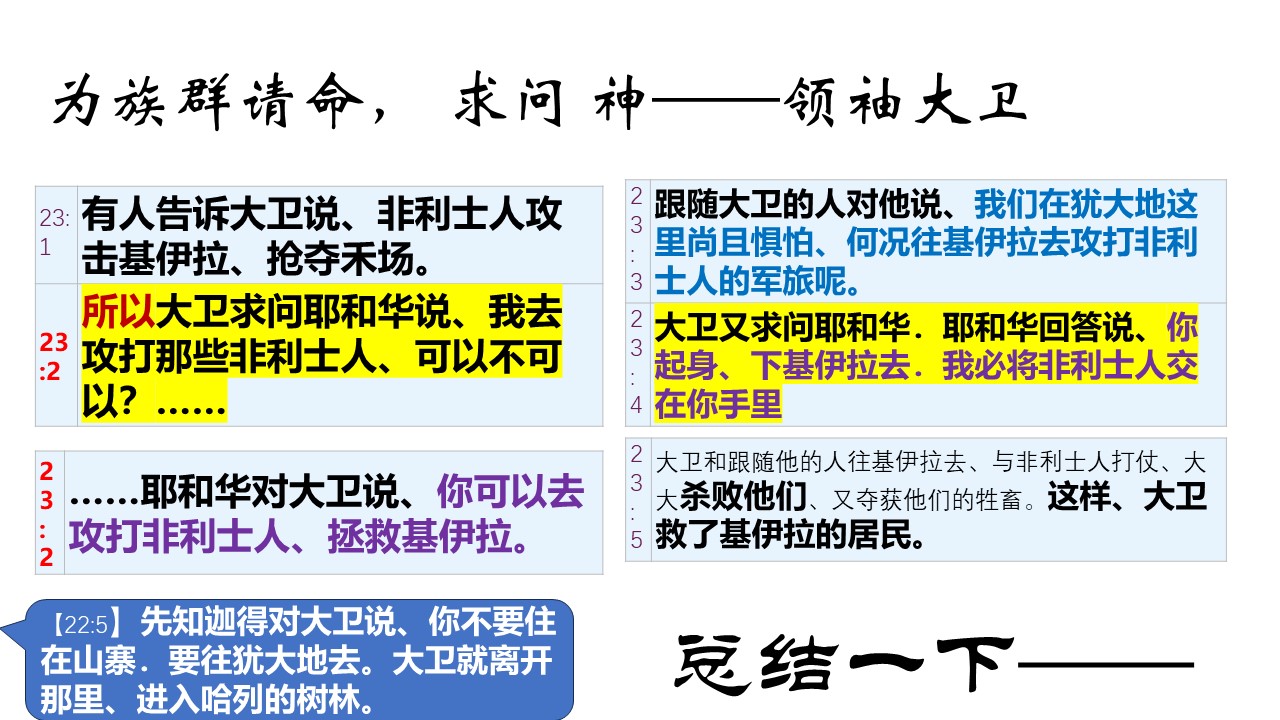 为族群请命， 求问 神——领袖大卫
23:
1
有人告诉大卫说、非利士人攻
击基伊拉、抢夺禾场。
23
:2
所以大卫求问耶和华说、我去
攻打那些非利士人、可以不可
以？……
2
3
:
2
……耶和华对大卫说、你可以去
攻打非利士人、拯救基伊拉。
【22:5】先知迦得对大卫说、你不要住
在山寨．要往犹大地去。大卫就离开
那里、进入哈列的树林。
2
3
:
3
跟随大卫的人对他说、我们在犹大地这
里尚且惧怕、何况往基伊拉去攻打非利
士人的军旅呢。
2
3
:
4
大卫又求问耶和华．耶和华回答说、你
起身、下基伊拉去．我必将非利士人交
在你手里
2
3
:
5
大卫和跟随他的人往基伊拉去、与非利士人打仗、大
大杀败他们、又夺获他们的牲畜。这样、大卫
救了基伊拉的居民。
总结一下——